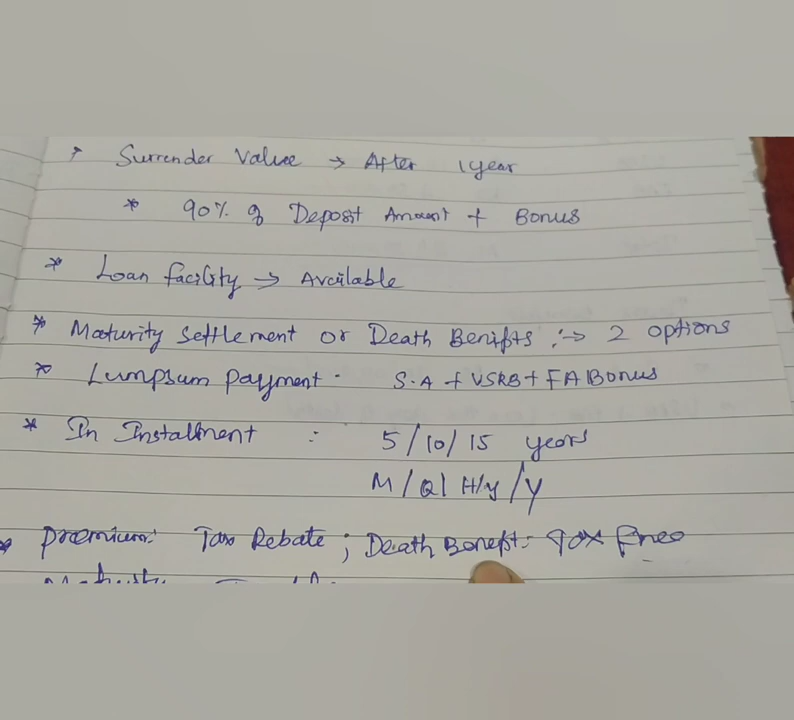 * Surrender Value → After 1year
* 90% of Deposit Amount + Bonus
* Loan facility → Available
* Maturity Settlement or Death Benifits :→ 2 options
* Lumpsum payment - S.A + VSRB + FA Bonus
* In Installment : 5/10/15 years
M/Q/H/y/Y
* premium: Tax Rebate ; Death Benefit: Tax Free